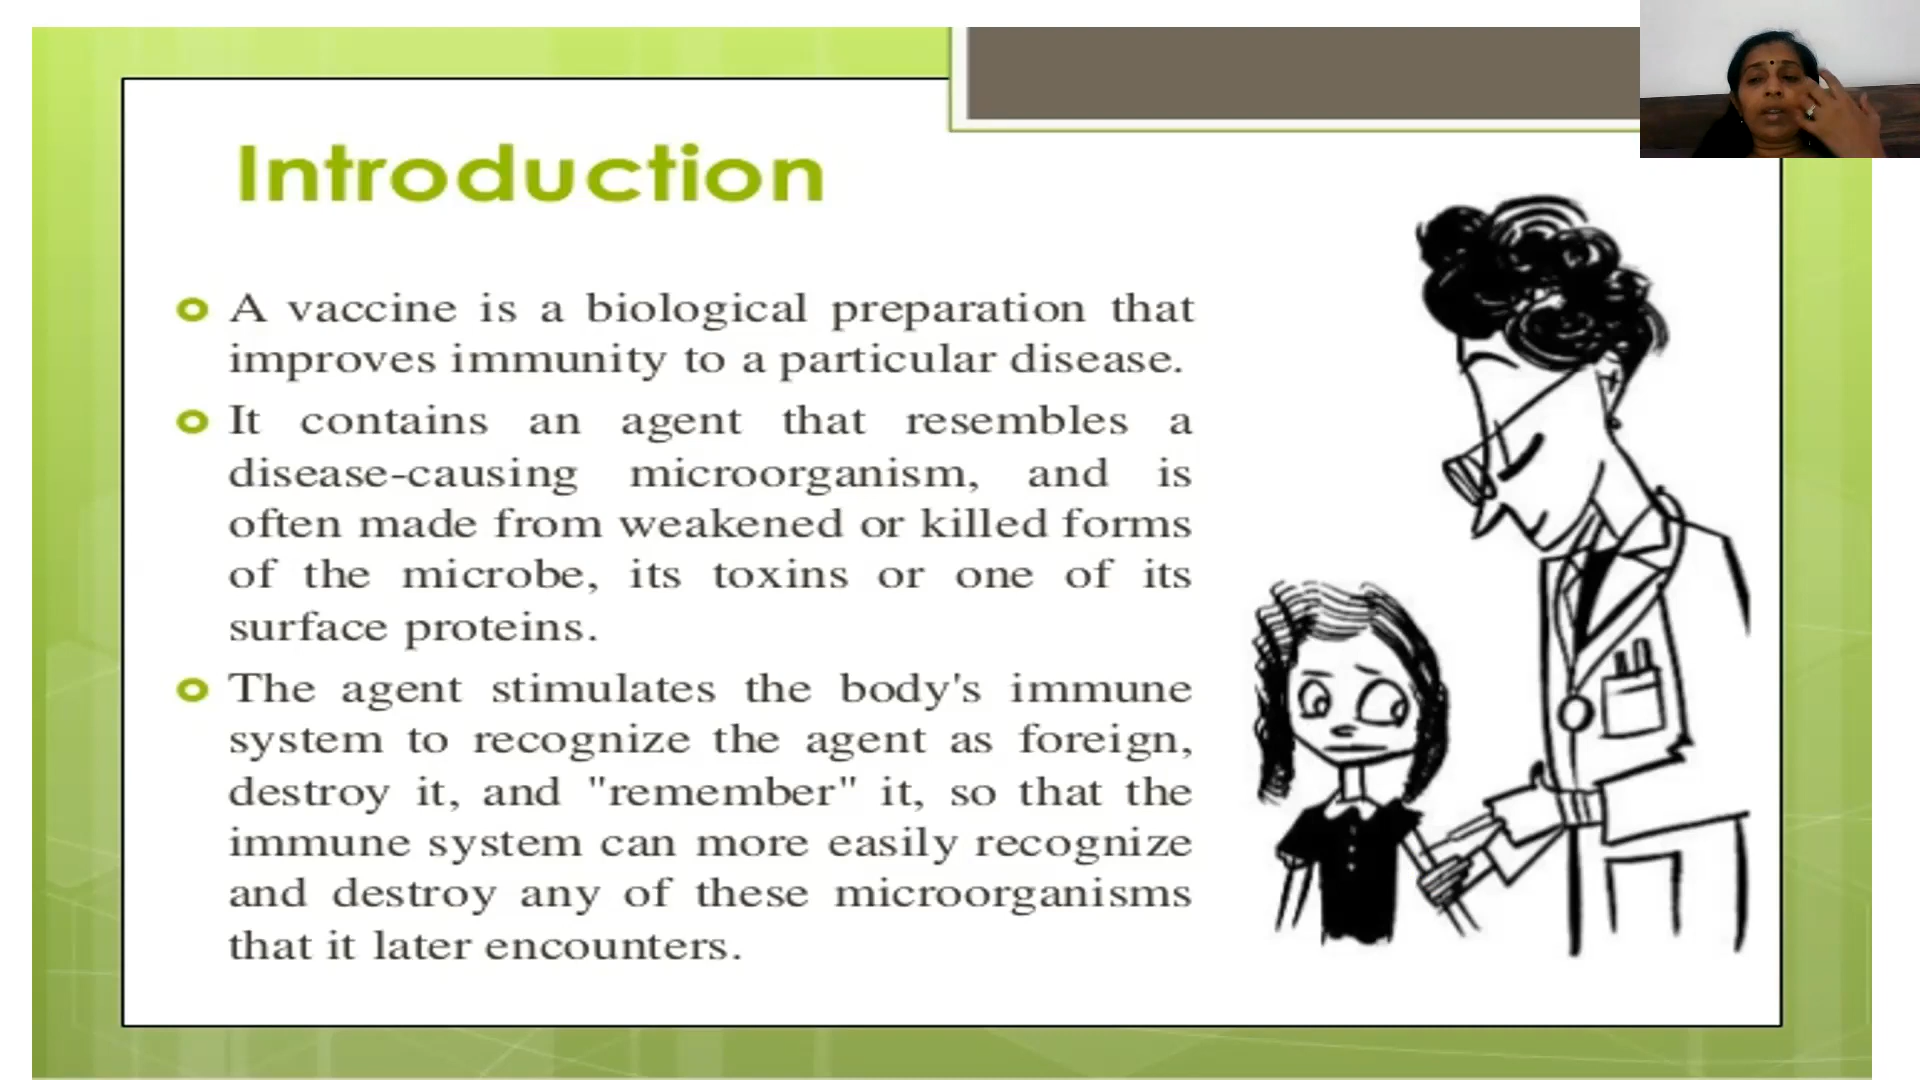 Introduction
A vaccine is a biological preparation that
improves immunity to a particular disease.
It contains an agent that resembles a
disease-causing microorganism, and is
often made from weakened or killed forms
of the microbe, its toxins or one of its
surface proteins.
The agent stimulates the body's immune
system to recognize the agent as foreign,
destroy it, and "remember" it, so that the
immune system can more easily recognize
and destroy any of these microorganisms
that it later encounters.